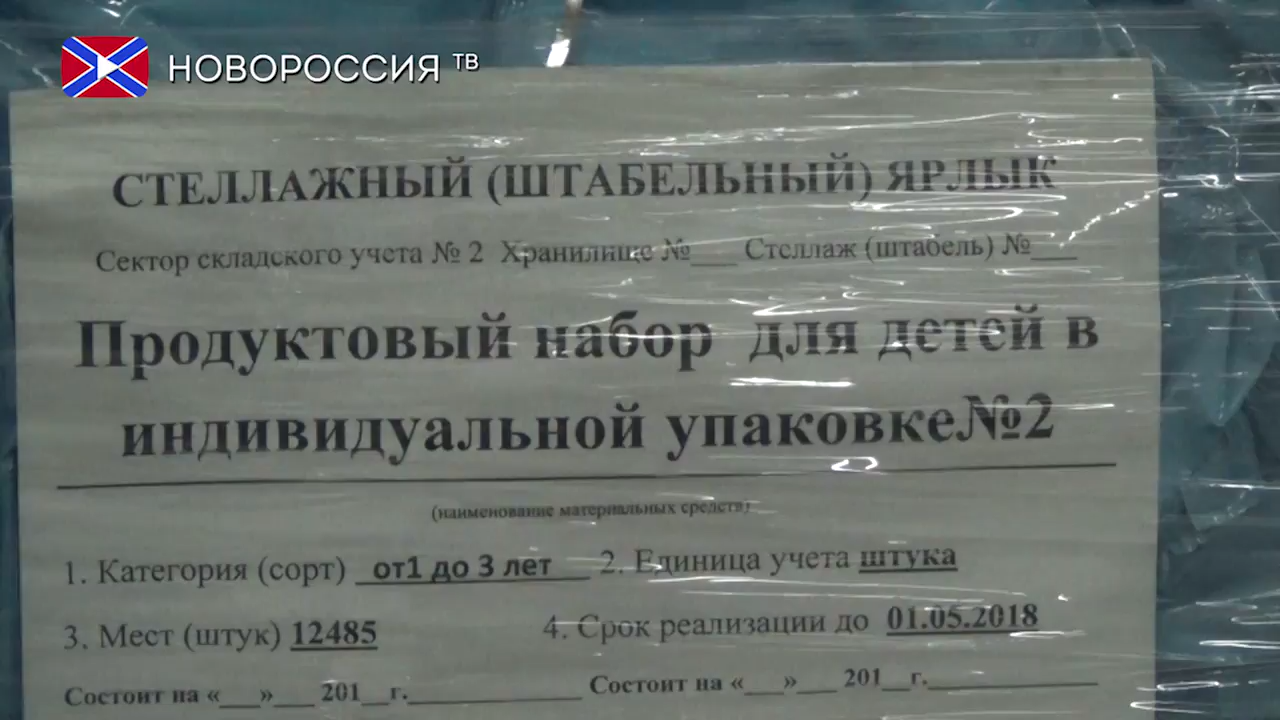 НОВОРОССИЯ ТВ
СТЕЛЛАЖНЫЙ (ШТАБЕЛЬНЫЙ) ЯРЛЫК
Сектор складского учета № 2 Хранилище №___ Стеллаж (штабель) №___
Продуктовый набор для детей в
индивидуальной упаковке№2
(наименование материальных средств)
1. Категория (сорт) от1 до 3 лет 2. Единица учета штука
3. Мест (штук) 12485 4. Срок реализации до 01.05.2018
Состоит на «___»___ 201__г.____________ Состоит на «___»___ 201__г.____________